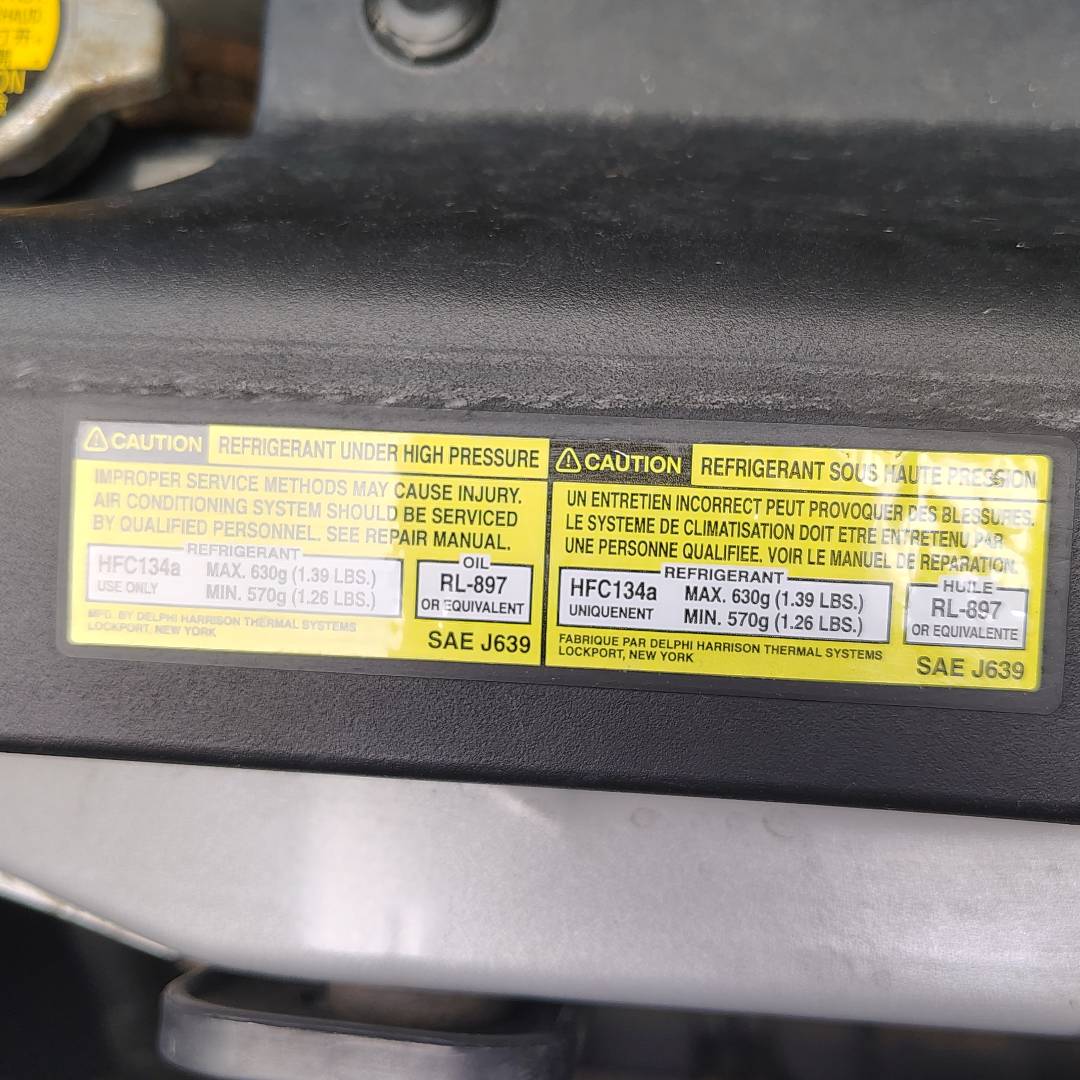 CAUTION REFRIGERANT UNDER HIGH PRESSURE
IMPROPER SERVICE METHODS MAY CAUSE INJURY.
AIR CONDITIONING SYSTEM SHOULD BE SERVICED
BY QUALIFIED PERSONNEL. SEE REPAIR MANUAL.
REFRIGERANT
HFC134a MAX. 630g (1.39 LBS.)
USE ONLY MIN. 570g (1.26 LBS.)
OIL
RL-897
OR EQUIVALENT
MFG. BY DELPHI HARRISON THERMAL SYSTEMS
LOCKPORT, NEW YORK
SAE J639
CAUTION REFRIGERANT SOUS HAUTE PRESSION
UN ENTRETIEN INCORRECT PEUT PROVOQUER DES BLESSURES.
LE SYSTEME DE CLIMATISATION DOIT ETRE ENTRETENU PAR
UNE PERSONNE QUALIFIEE. VOIR LE MANUEL DE REPARATION.
REFRIGERANT
HFC134a MAX. 630g (1.39 LBS.)
UNIQUENENT MIN. 570g (1.26 LBS.)
HUILE
RL-897
OR EQUIVALENTE
FABRIQUE PAR DELPHI HARRISON THERMAL SYSTEMS
LOCKPORT, NEW YORK
SAE J639